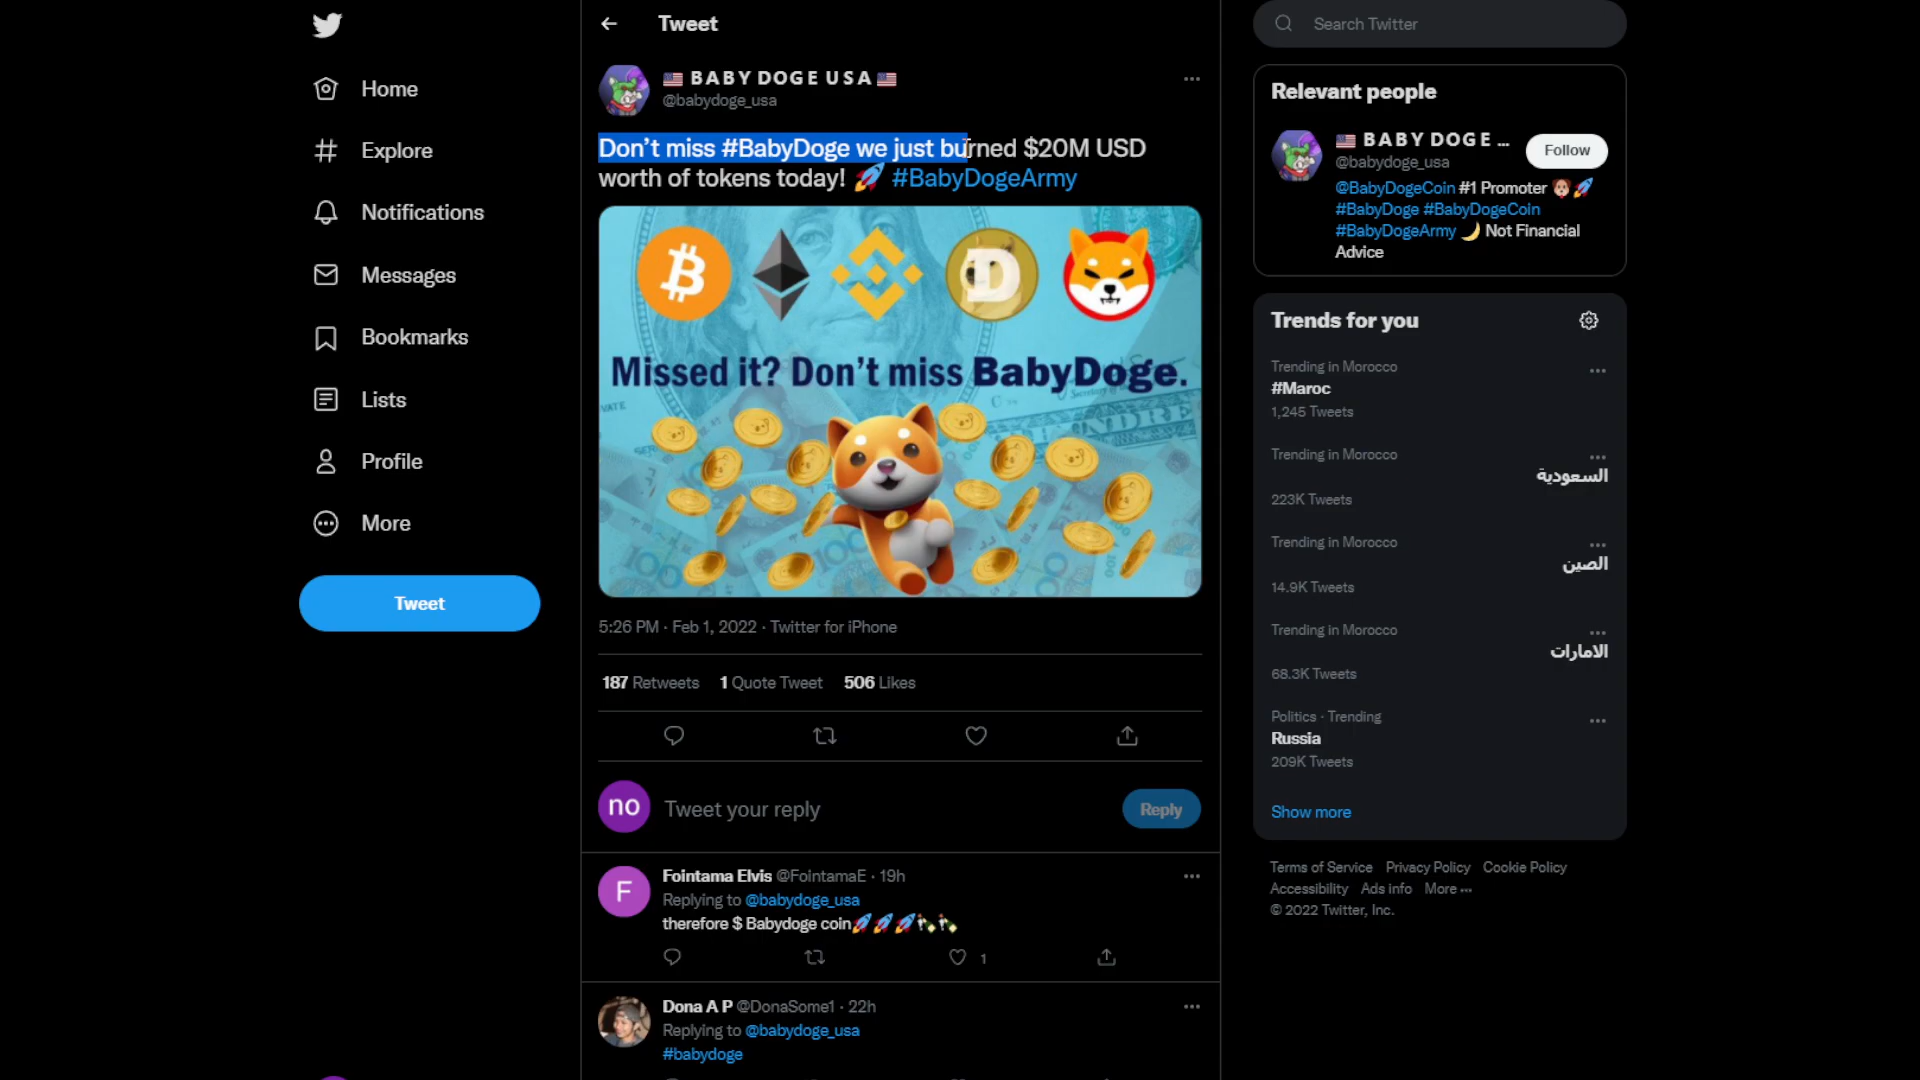 Home
Explore
Notifications
Messages
Bookmarks
Lists
Profile
More
Tweet
Tweet
BABY DOGE USA
@babydoge_usa
Don't miss #BabyDoge we just burned $20M USD
worth of tokens today! 🚀 #BabyDogeArmy
Missed it? Don't miss BabyDoge.
5:26 PM · Feb 1, 2022 · Twitter for iPhone
187 Retweets 1 Quote Tweet 506 Likes
no
Tweet your reply
Reply
F
Fointama Elvis @FointamaE · 19h
Replying to @babydoge_usa
therefore $ Babydoge coin🚀🚀🚀🍾🍾
1
Dona A P @DonaSome1 · 22h
Replying to @babydoge_usa
#babydoge
Search Twitter
Relevant people
BABY DOGE ...
@babydoge_usa
Follow
@BabyDogeCoin #1 Promoter 🐶🚀
#BabyDoge #BabyDogeCoin
#BabyDogeArmy 🌙 Not Financial
Advice
Trends for you
Trending in Morocco
#Maroc
1,245 Tweets
Trending in Morocco
السعودية
223K Tweets
Trending in Morocco
الصين
14.9K Tweets
Trending in Morocco
الامارات
68.3K Tweets
Politics · Trending
Russia
209K Tweets
Show more
Terms of Service Privacy Policy Cookie Policy
Accessibility Ads info More ...
© 2022 Twitter, Inc.